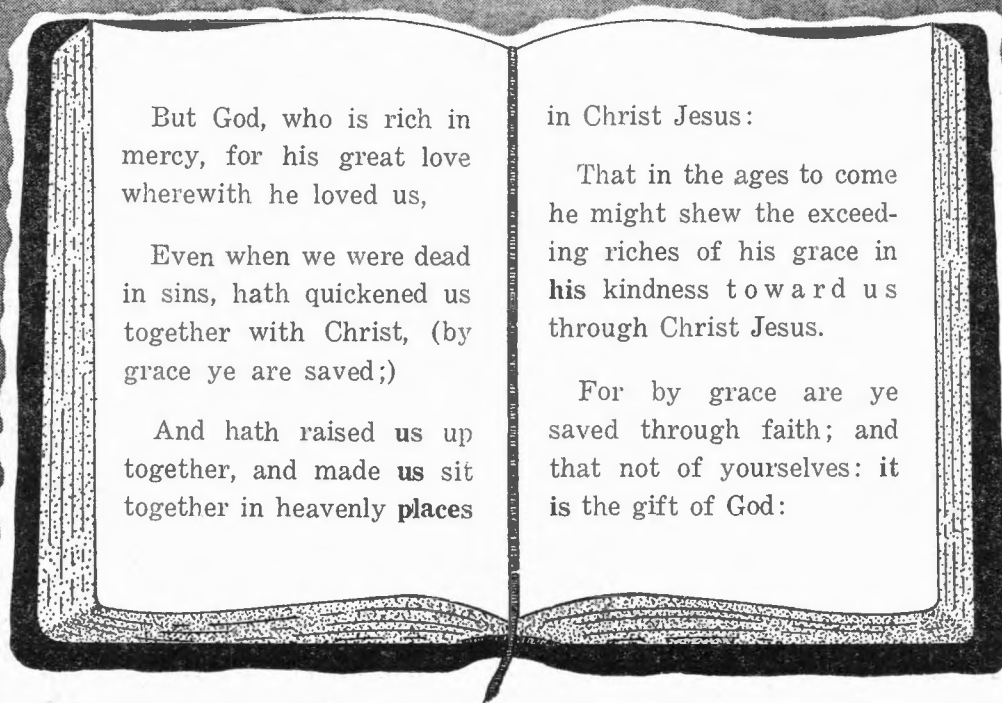 But God, who is rich in
mercy, for his great love
wherewith he loved us,
Even when we were dead
in sins, hath quickened us
together with Christ, (by
grace ye are saved;)
And hath raised us up
together, and made us sit
together in heavenly places
in Christ Jesus:
That in the ages to come
he might shew the exceed-
ing riches of his grace in
his kindness toward us
through Christ Jesus.
For by grace are ye
saved through faith; and
that not of yourselves: it
is the gift of God: